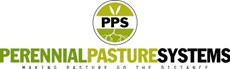 PPS
PERENNIALPASTURESYSTEMS
MAKING PASTURE GO THE DISTANCE